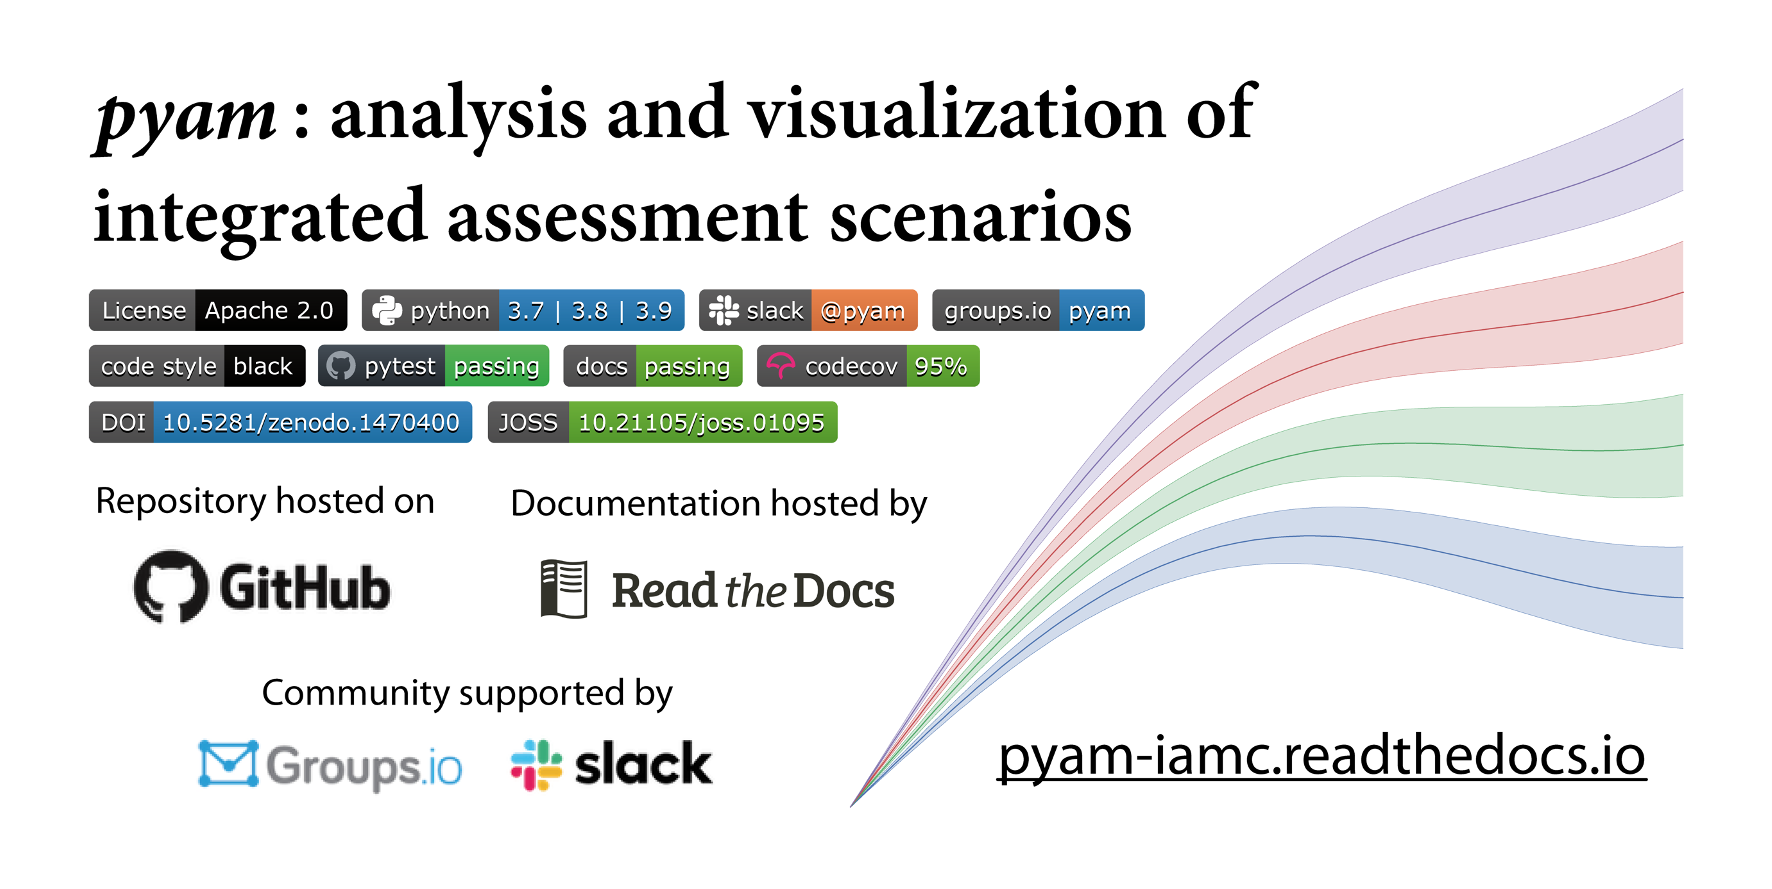 pyam : analysis and visualization of
integrated assessment scenarios
License Apache 2.0 python 3.7 | 3.8 | 3.9 slack @pyam groups.io pyam
code style black pytest passing docs passing codecov 95%
DOI 10.5281/zenodo.1470400 JOSS 10.21105/joss.01095
Repository hosted on
GitHub
Documentation hosted by
Read the Docs
Community supported by
Groups.io slack
pyam-iamc.readthedocs.io